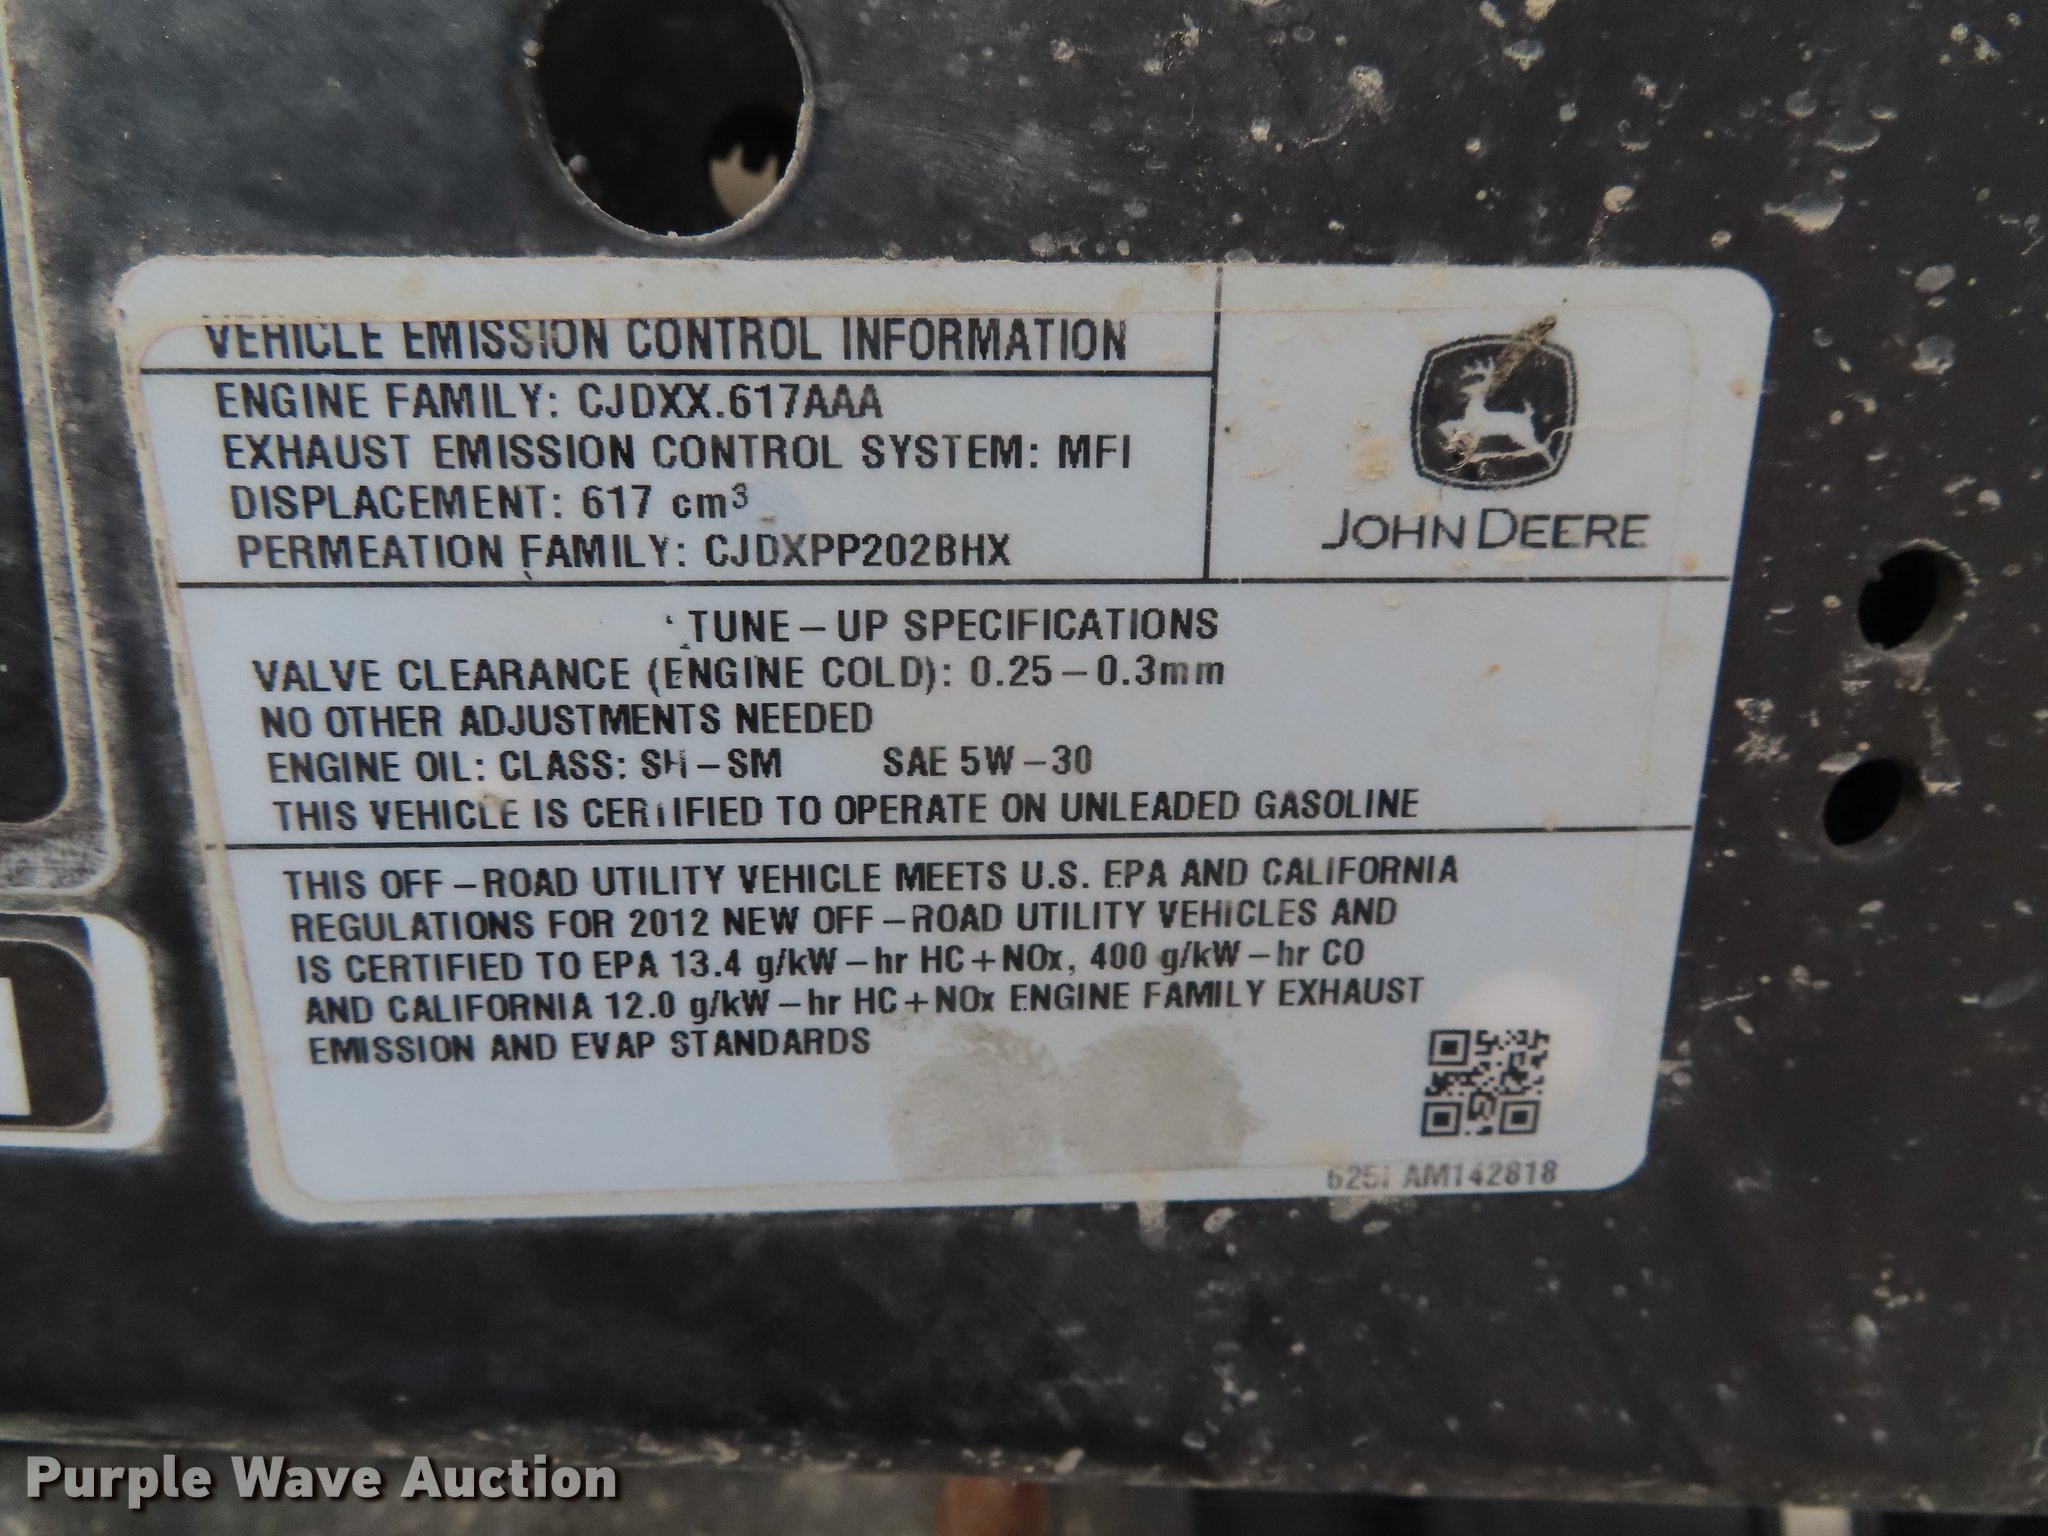 VEHICLE EMISSION CONTROL INFORMATION
ENGINE FAMILY: CJDXX.617AAA
EXHAUST EMISSION CONTROL SYSTEM: MFI
DISPLACEMENT: 617 cm³
PERMEATION FAMILY: CJDXPP202BHX
JOHN DEERE
TUNE-UP SPECIFICATIONS
VALVE CLEARANCE (ENGINE COLD): 0.25-0.3mm
NO OTHER ADJUSTMENTS NEEDED
ENGINE OIL: CLASS: SH-SM SAE 5W-30
THIS VEHICLE IS CERTIFIED TO OPERATE ON UNLEADED GASOLINE
THIS OFF-ROAD UTILITY VEHICLE MEETS U.S. EPA AND CALIFORNIA
REGULATIONS FOR 2012 NEW OFF-ROAD UTILITY VEHICLES AND
IS CERTIFIED TO EPA 13.4 g/kW-hr HC+NOx, 400 g/kW-hr CO
AND CALIFORNIA 12.0 g/kW-hr HC+NOx ENGINE FAMILY EXHAUST
EMISSION AND EVAP STANDARDS
625i AM142818
Purple Wave Auction